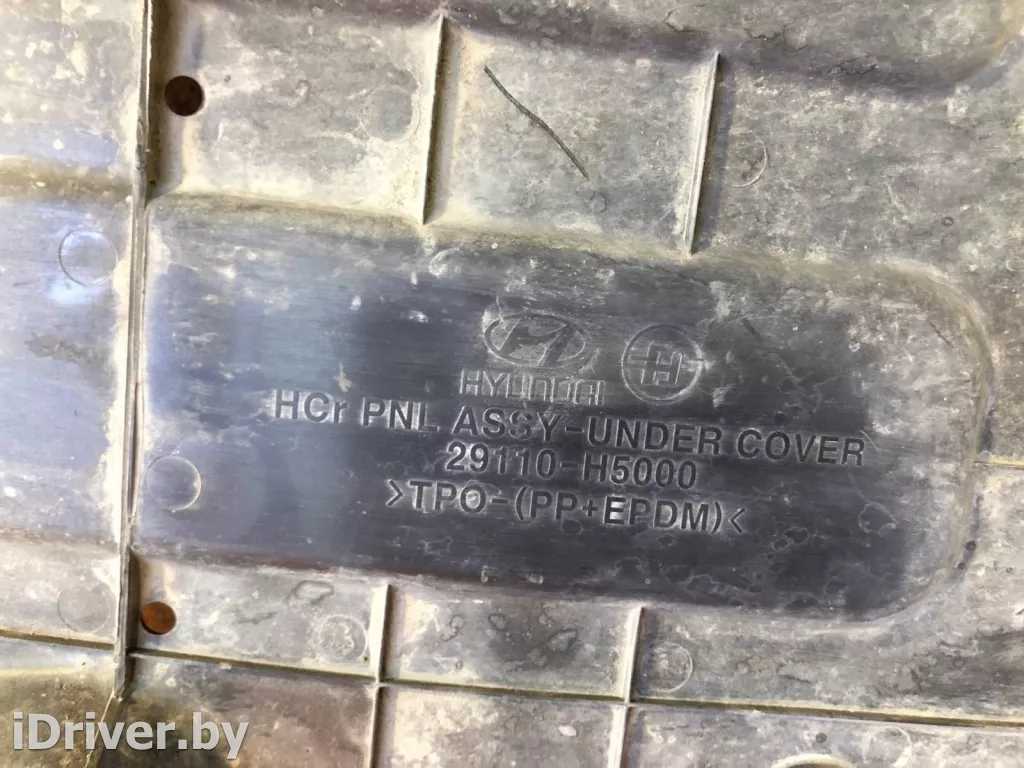 HYUNDAI
H
HCr PNL ASSY-UNDER COVER
29110-H5000
>TPO-(PP+EPDM)<
iDriver.by